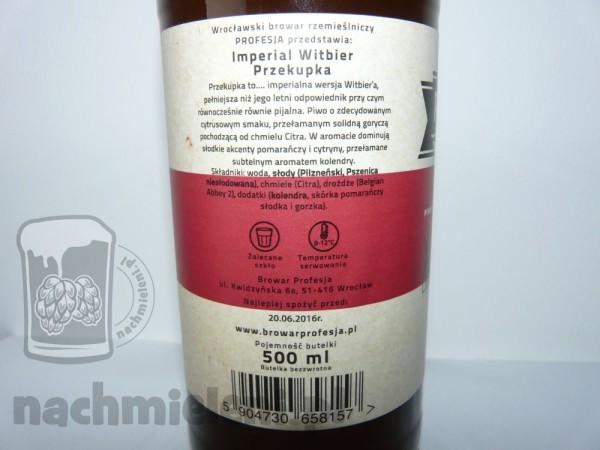 Wrocławski browar rzemieślniczy
PROFESJA przedstawia:
Imperial Witbier
Przekupka
Przekupka to.... imperialna wersja Witbier'a,
pełniejsza niż jego letni odpowiednik przy czym
równocześnie równie pijalna. Piwo o zdecydowanym
cytrusowym smaku, przełamanym solidną goryczą
pochodzącą od chmielu Citra. W aromacie dominują
słodkie akcenty pomarańczy i cytryny, przełamane
subtelnym aromatem kolendry.
Składniki: woda, słody (Pilzneński, Pszenica
niesłodowana), chmiele (Citra), drożdże (Belgian
Abbey 2), dodatki (kolendra, skórka pomarańczy
słodka i gorzka).
8-12°C
Zalecane szkło
Temperatura serwowania
Browar Profesja
ul. Kwidzyńska 6e, 51-416 Wrocław
Najlepiej spożyć przed:
20.06.2016r.
www.browarprofesja.pl
Pojemność butelki
500 ml
Butelka bezzwrotna
5 904730 658157 >
nachmieleni.pl
nachmieleni.pl